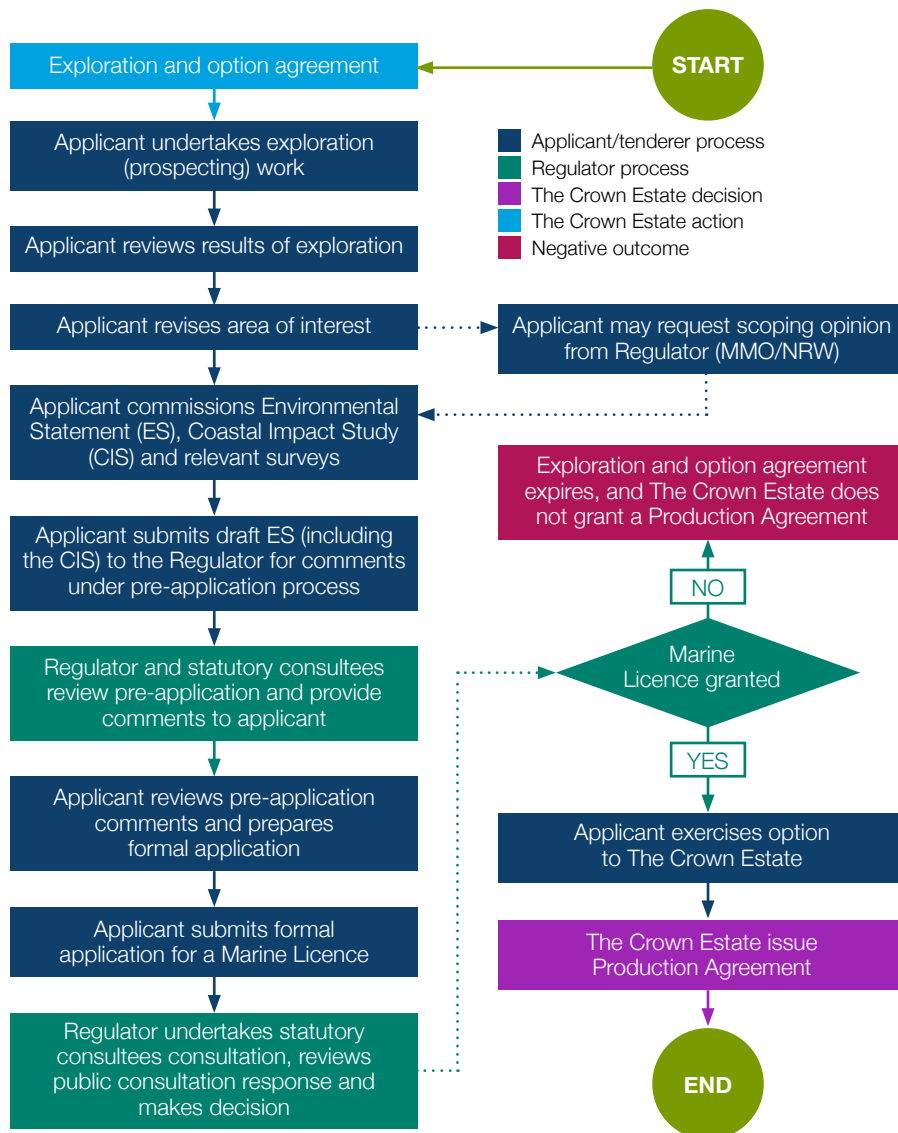 START
Exploration and option agreement
Applicant undertakes exploration
(prospecting) work
Applicant/tenderer process
Regulator process
The Crown Estate decision
The Crown Estate action
Negative outcome
Applicant reviews results of exploration
Applicant revises area of interest
Applicant may request scoping opinion
from Regulator (MMO/NRW)
Applicant commissions Environmental
Statement (ES), Coastal Impact Study
(CIS) and relevant surveys
Applicant submits draft ES (including
the CIS) to the Regulator for comments
under pre-application process
Regulator and statutory consultees
review pre-application and provide
comments to applicant
Applicant reviews pre-application
comments and prepares
formal application
Applicant submits formal
application for a Marine Licence
Regulator undertakes statutory
consultees consultation, reviews
public consultation response and
makes decision
Exploration and option agreement
expires, and The Crown Estate does
not grant a Production Agreement
NO
Marine
Licence granted
YES
Applicant exercises option
to The Crown Estate
The Crown Estate issue
Production Agreement
END